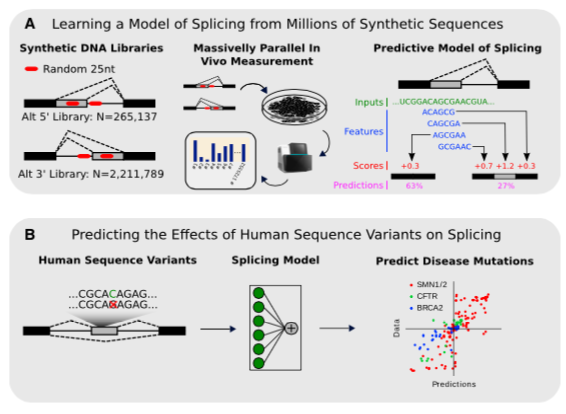 A Learning a Model of Splicing from Millions of Synthetic Sequences
Synthetic DNA Libraries
Random 25nt
Alt 5' Library: N=265,137
Alt 3' Library: N=2,211,789
Massivelly Parallel In
Vivo Measurement
Predictive Model of Splicing
Inputs ...UCGGACAGCGAACGUA...
Features
ACAGCG
CAGCGA
AGCGAA
GCGAAC
Scores +0.3 +0.7 +1.2 +0.3
Predictions 63% 27%
B Predicting the Effects of Human Sequence Variants on Splicing
Human Sequence Variants
...CGCACAGAG...
Splicing Model
+
Predict Disease Mutations
SMN1/2
CFTR
BRCA2
Data
Predictions